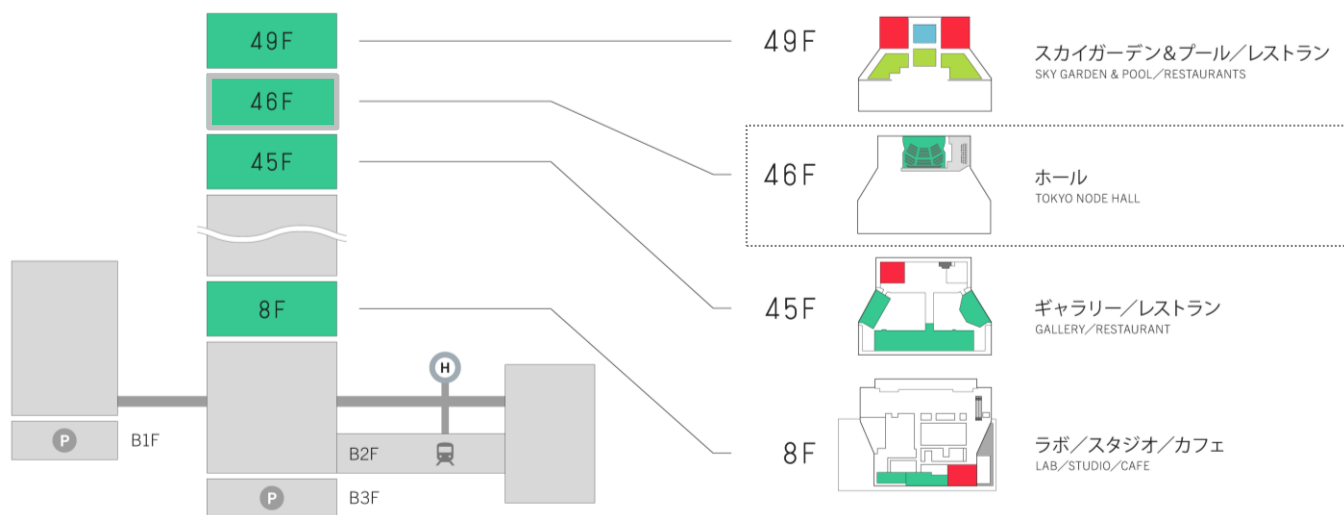 49F
46F
45F
8F
H
P
B1F
B2F
P
B3F
49F
スカイガーデン&プール／レストラン
SKY GARDEN & POOL／RESTAURANTS
46F
ホール
TOKYO NODE HALL
45F
ギャラリー／レストラン
GALLERY／RESTAURANT
8F
ラボ／スタジオ／カフェ
LAB／STUDIO／CAFE